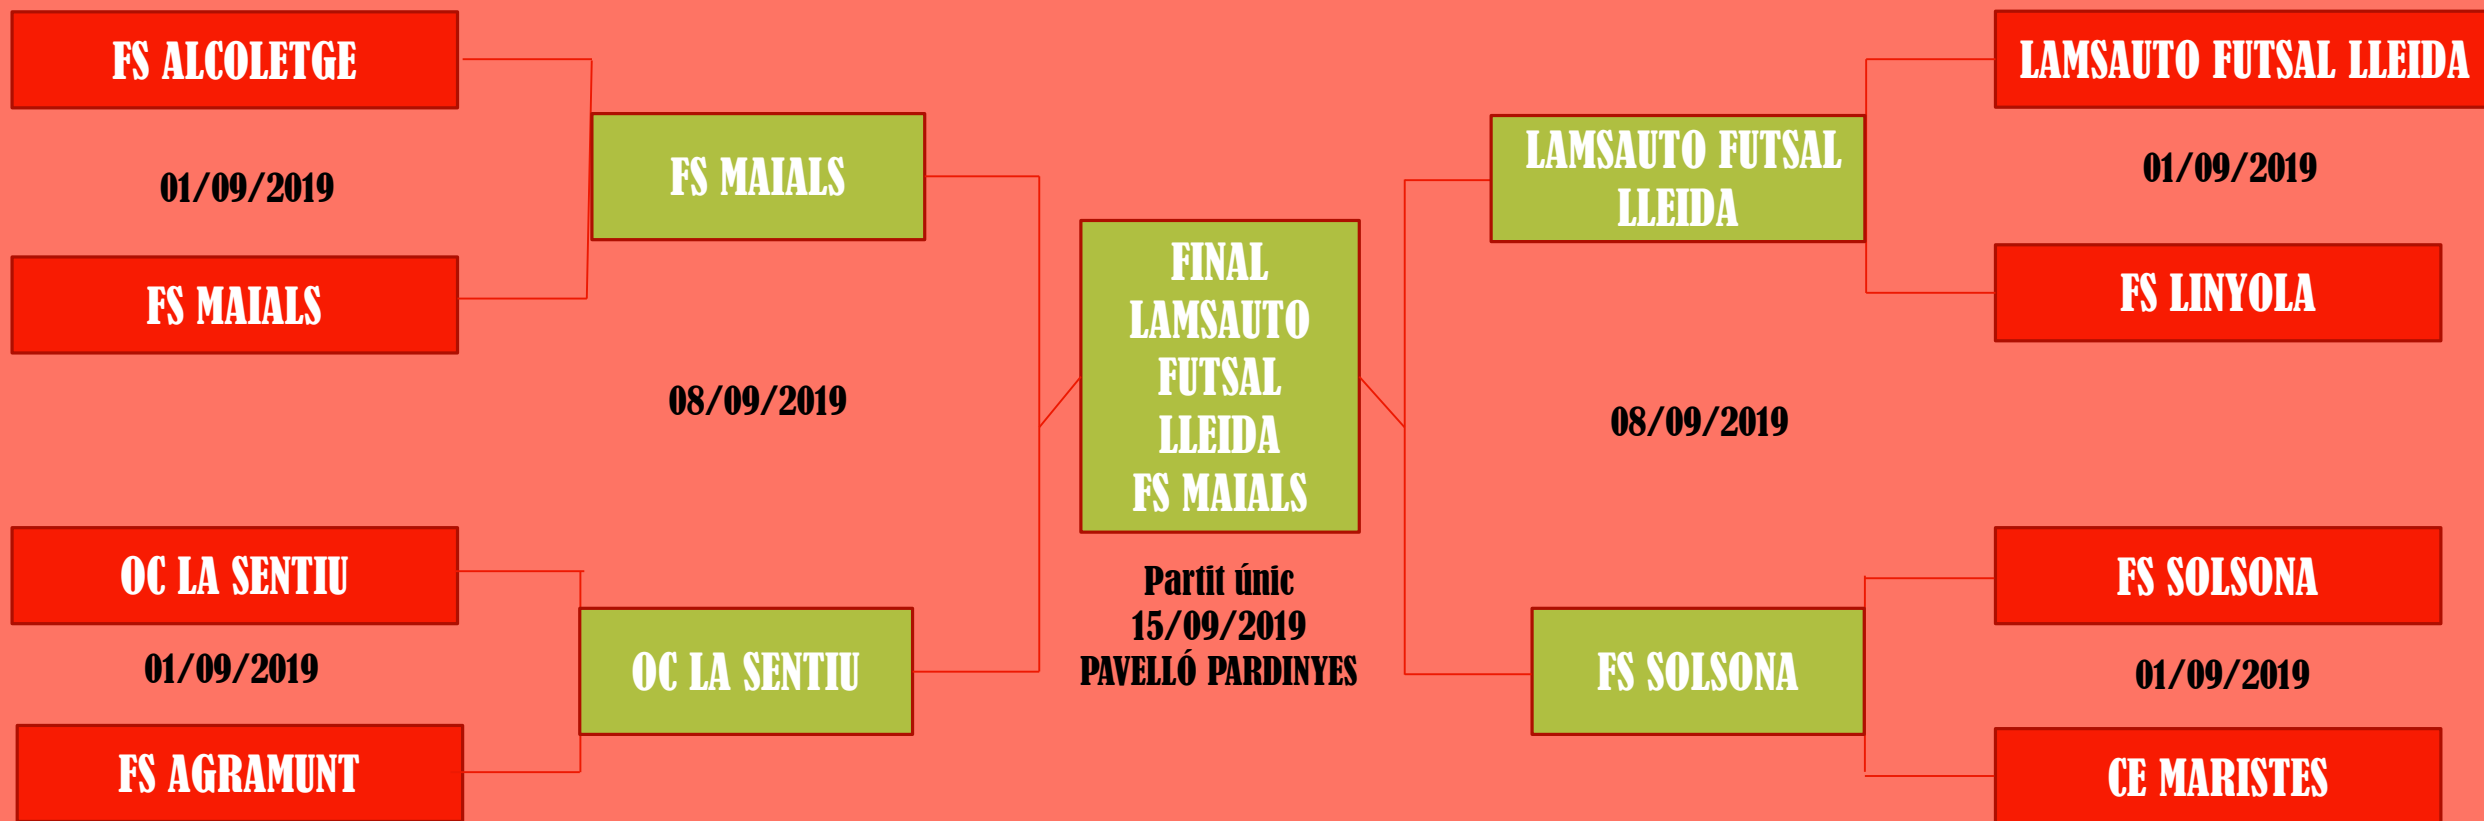 FS ALCOLETGE
01/09/2019
FS MAIALS
FS MAIALS
08/09/2019
OC LA SENTIU
01/09/2019
FS AGRAMUNT
OC LA SENTIU
FINAL
LAMSAUTO
FUTSAL
LLEIDA
FS MAIALS
Partit únic
15/09/2019
PAVELLÓ PARDINYES
LAMSAUTO FUTSAL
LLEIDA
08/09/2019
FS SOLSONA
LAMSAUTO FUTSAL LLEIDA
01/09/2019
FS LINYOLA
FS SOLSONA
01/09/2019
CE MARISTES